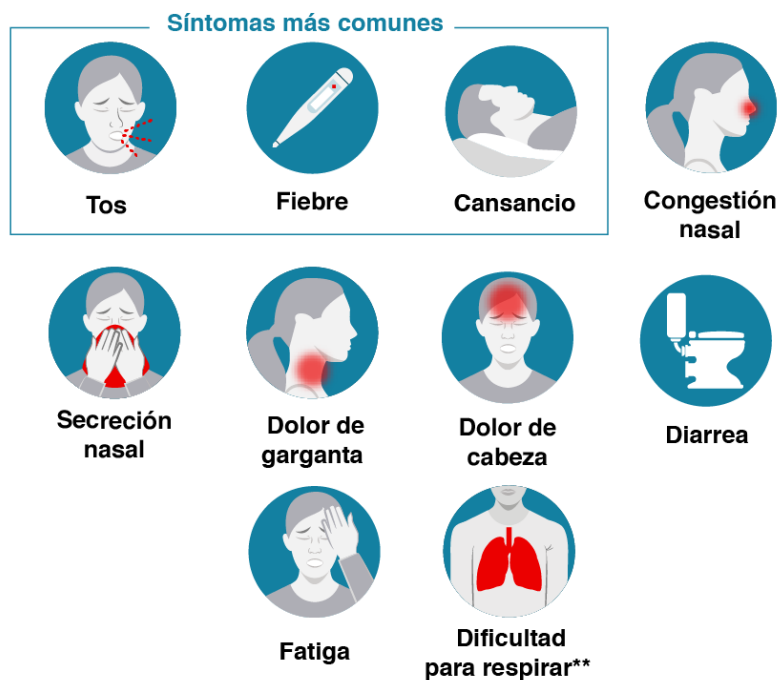 Síntomas más comunes
Tos
Fiebre
Cansancio
Congestión
nasal
Secreción
nasal
Dolor de
garganta
Dolor de
cabeza
Diarrea
Fatiga
Dificultad
para respirar**